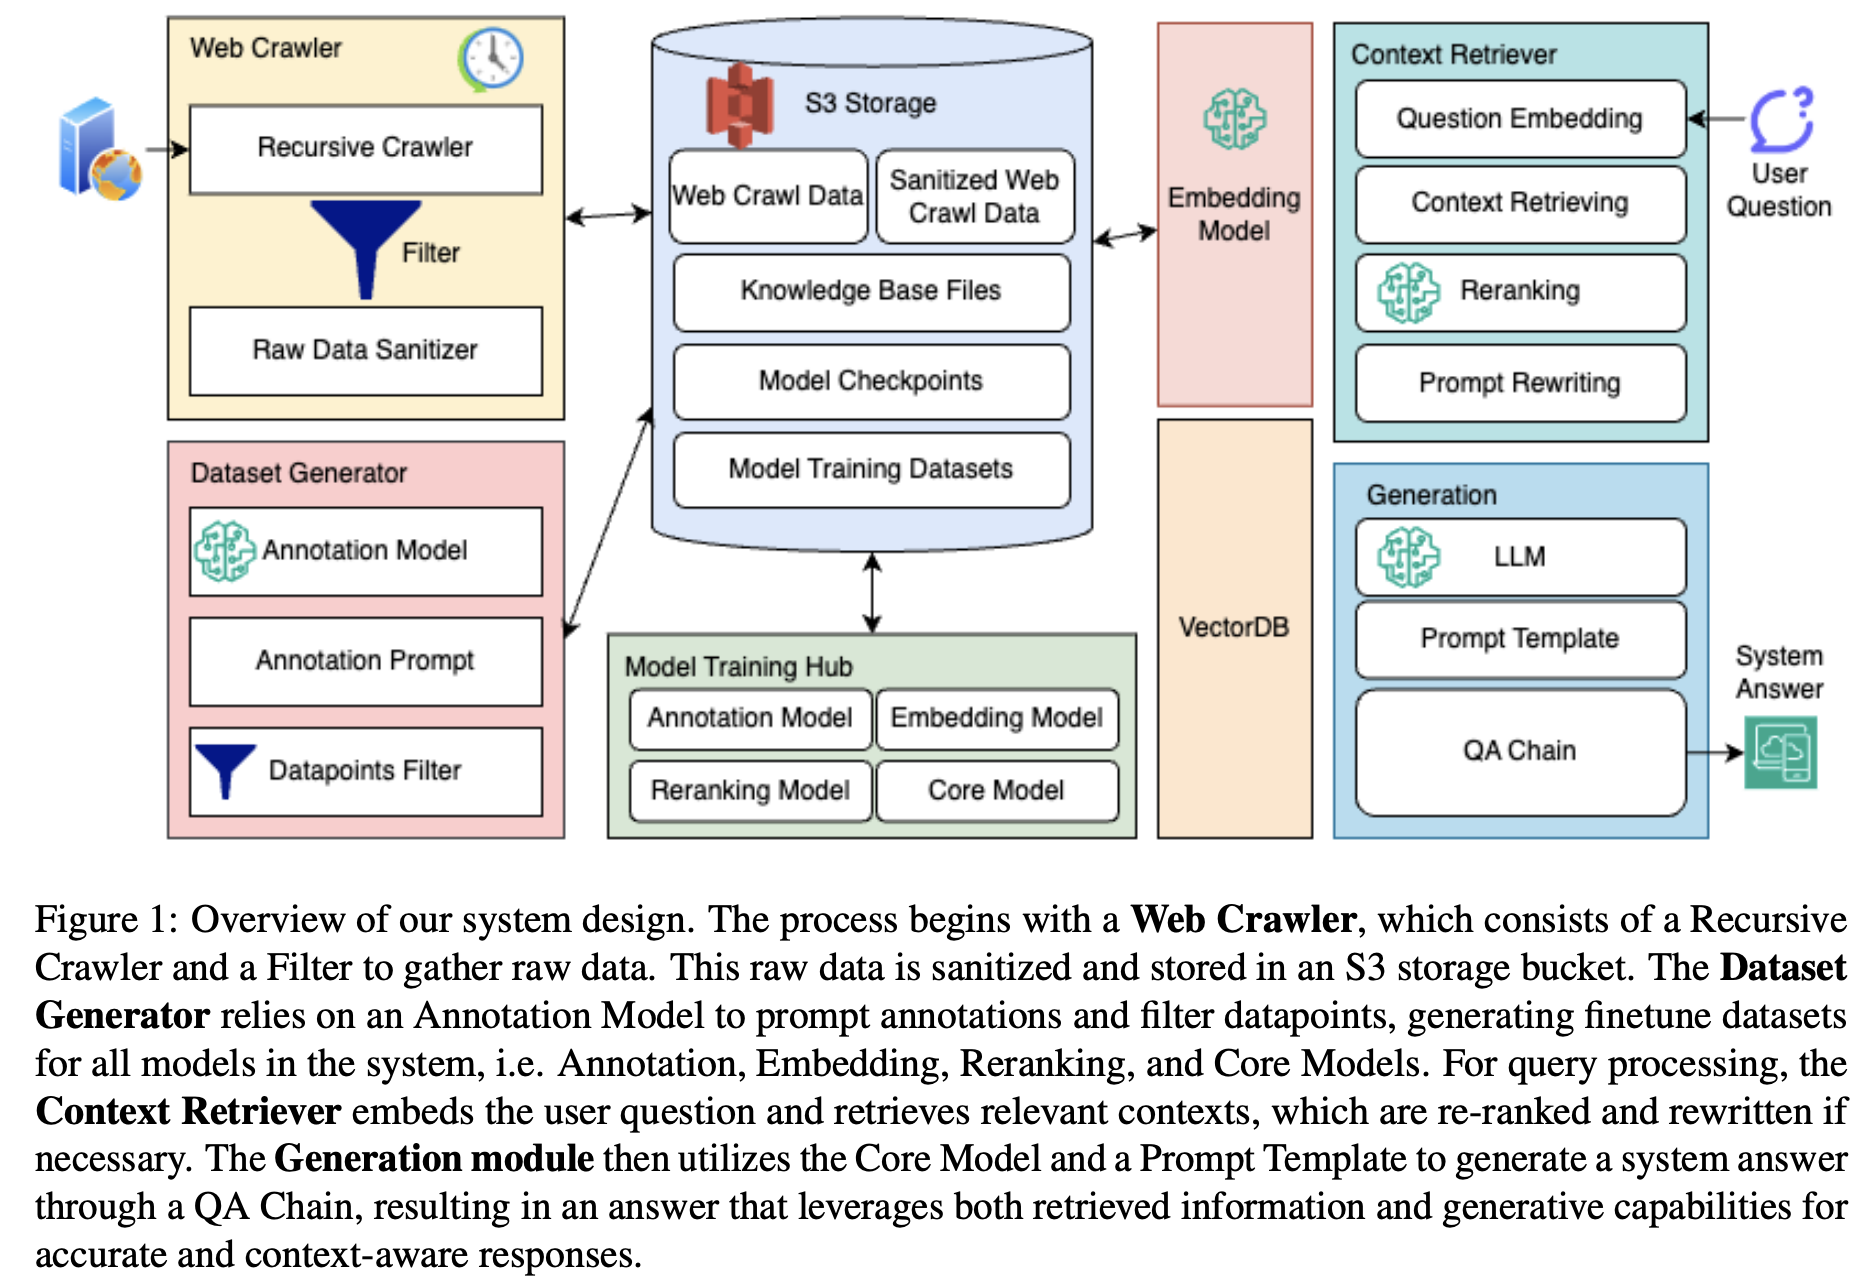 Web Crawler
Recursive Crawler
Filter
Raw Data Sanitizer
Dataset Generator
Annotation Model
Annotation Prompt
Datapoints Filter
S3 Storage
Web Crawl Data
Sanitized Web
Crawl Data
Knowledge Base Files
Model Checkpoints
Model Training Datasets
Model Training Hub
Annotation Model
Embedding Model
Reranking Model
Core Model
Embedding
Model
VectorDB
Context Retriever
Question Embedding
Context Retrieving
Reranking
Prompt Rewriting
User
Question
Generation
LLM
Prompt Template
QA Chain
System
Answer
Figure 1: Overview of our system design. The process begins with a Web Crawler, which consists of a Recursive
Crawler and a Filter to gather raw data. This raw data is sanitized and stored in an S3 storage bucket. The Dataset
Generator relies on an Annotation Model to prompt annotations and filter datapoints, generating finetune datasets
for all models in the system, i.e. Annotation, Embedding, Reranking, and Core Models. For query processing, the
Context Retriever embeds the user question and retrieves relevant contexts, which are re-ranked and rewritten if
necessary. The Generation module then utilizes the Core Model and a Prompt Template to generate a system answer
through a QA Chain, resulting in an answer that leverages both retrieved information and generative capabilities for
accurate and context-aware responses.